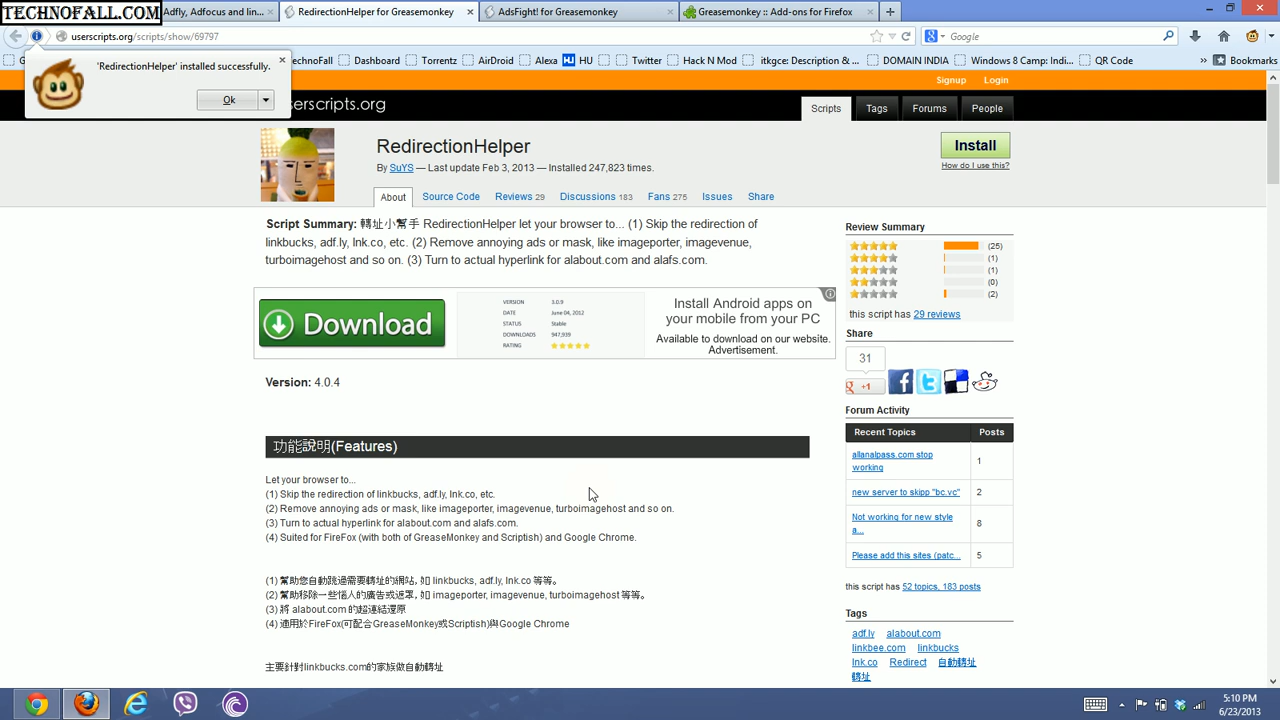 TECHNOFALL.COM
Adfly, Adfocus and lin...
RedirectionHelper for Greasemonkey
AdsFight! for Greasemonkey
Greasemonkey :: Add-ons for Firefox
userscripts.org/scripts/show/69797
Google
echnoFall
Dashboard
Torrentz
AirDroid
Alexa
HU
Twitter
Hack N Mod
itkgce: Description & ...
DOMAIN INDIA
Windows 8 Camp: Indi...
QR Code
Bookmarks
'RedirectionHelper' installed successfully.
Ok
Signup
Login
userscripts.org
Scripts
Tags
Forums
People
RedirectionHelper
By SuYS — Last update Feb 3, 2013 — Installed 247,823 times.
Install
How do I use this?
About
Source Code
Reviews 29
Discussions 183
Fans 275
Issues
Share
Script Summary: 轉址小幫手 RedirectionHelper let your browser to... (1) Skip the redirection of
linkbucks, adf.ly, lnk.co, etc. (2) Remove annoying ads or mask, like imageporter, imagevenue,
turboimagehost and so on. (3) Turn to actual hyperlink for alabout.com and alafs.com.
Download
VERSION 3.0.9
DATE June 04, 2012
STATUS Stable
DOWNLOADS 947,939
RATING
Install Android apps on
your mobile from your PC
Available to download on our website.
Advertisement.
Version: 4.0.4
功能說明(Features)
Let your browser to...
(1) Skip the redirection of linkbucks, adf.ly, lnk.co, etc.
(2) Remove annoying ads or mask, like imageporter, imagevenue, turboimagehost and so on.
(3) Turn to actual hyperlink for alabout.com and alafs.com.
(4) Suited for FireFox (with both of GreaseMonkey and Scriptish) and Google Chrome.
(1) 幫助您自動跳過需要轉址的網站, 如 linkbucks, adf.ly, lnk.co 等等。
(2) 幫助移除一些惱人的廣告或遮罩, 如 imageporter, imagevenue, turboimagehost 等等。
(3) 將 alabout.com 的超連結還原
(4) 適用於FireFox(可配合GreaseMonkey或Scriptish)與Google Chrome
主要針對linkbucks.com的家族做自動轉址
Review Summary
(25)
(1)
(1)
(0)
(2)
this script has 29 reviews
Share
31
+1
Forum Activity
Recent Topics
Posts
allanalpass.com stop
working
1
new server to skipp "bc.vc"
2
Not working for new style
a...
8
Please add this sites (patc...
5
this script has 52 topics, 183 posts
Tags
adf.ly
alabout.com
linkbee.com
linkbucks
lnk.co
Redirect
自動轉址
轉址
5:10 PM
6/23/2013